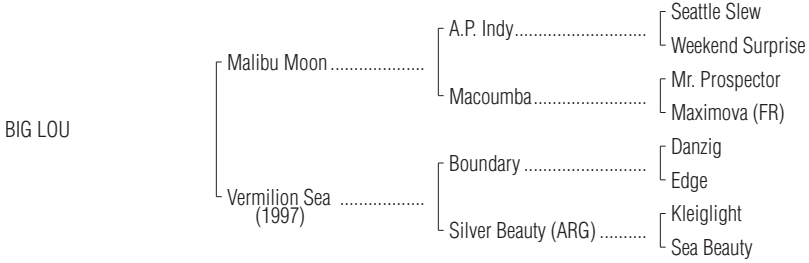 BIG LOU
Malibu Moon ....................
Vermilion Sea ..................
(1997)
A.P. Indy............................
Macoumba........................
Boundary ..........................
Silver Beauty (ARG) ..........
Seattle Slew
Weekend Surprise
Mr. Prospector
Maximova (FR)
Danzig
Edge
Kleiglight
Sea Beauty